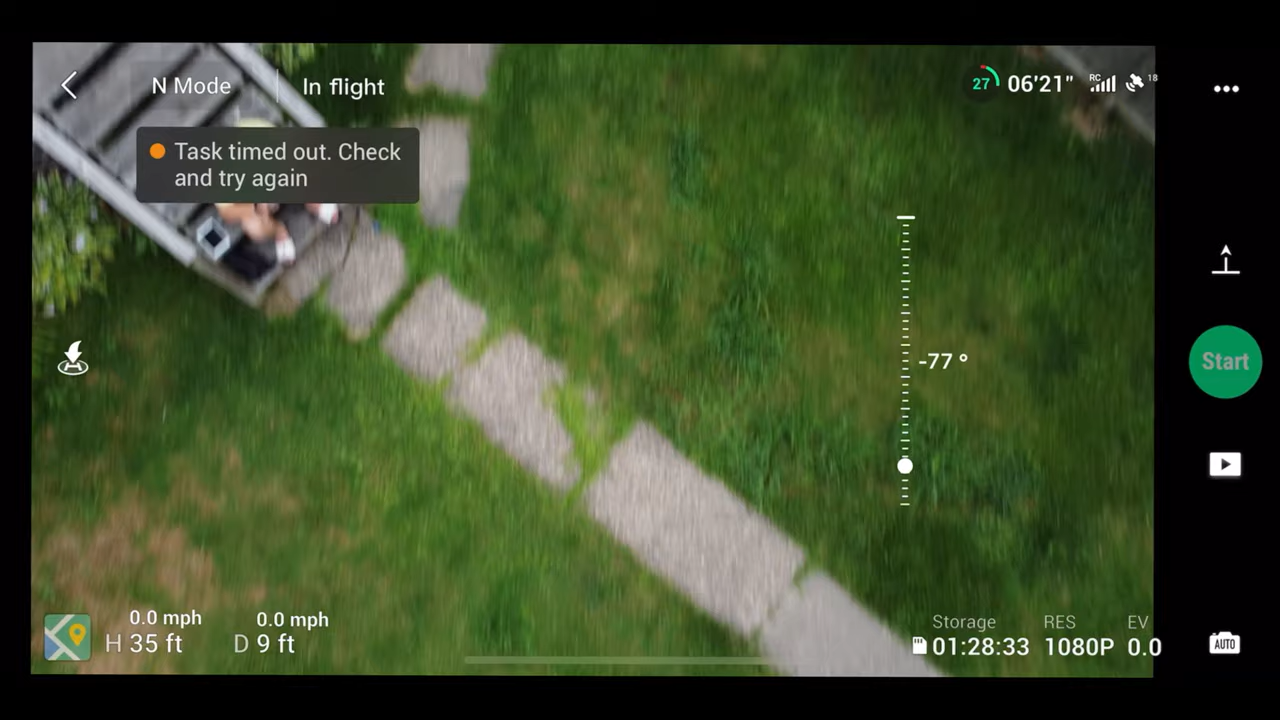 N Mode
In flight
27
06'21"
RC
18
Task timed out. Check
and try again
-77 °
Start
0.0 mph
0.0 mph
H 35 ft
D 9 ft
Storage
RES
EV
01:28:33
1080P
0.0
AUTO